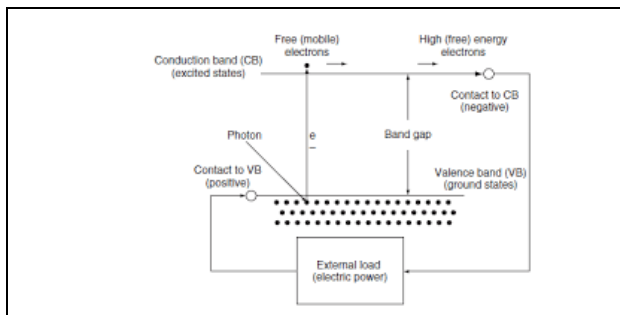 Free (mobile)
electrons
High (free) energy
electrons
Conduction band (CB)
(excited states)
Contact to CB
(negative)
Photon
e
–
Band gap
Contact to VB
(positive)
Valence band (VB)
(ground states)
External load
(electric power)